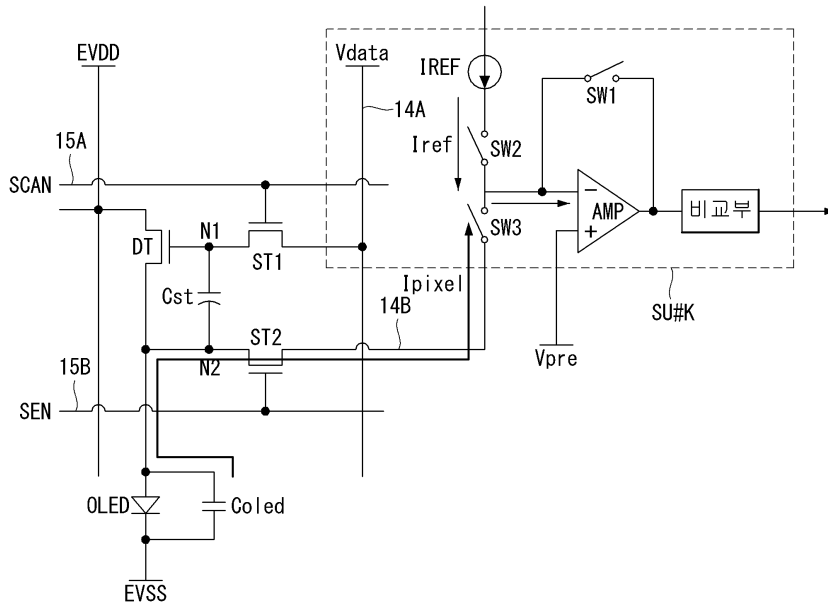 EVDD
Vdata
IREF
SW1
14A
15A
Iref
SW2
SCAN
AMP
비교부
SW3
DT
N1
ST1
Ipixel
SU#K
Cst
14B
ST2
Vpre
15B
N2
SEN
OLED
Coled
EVSS